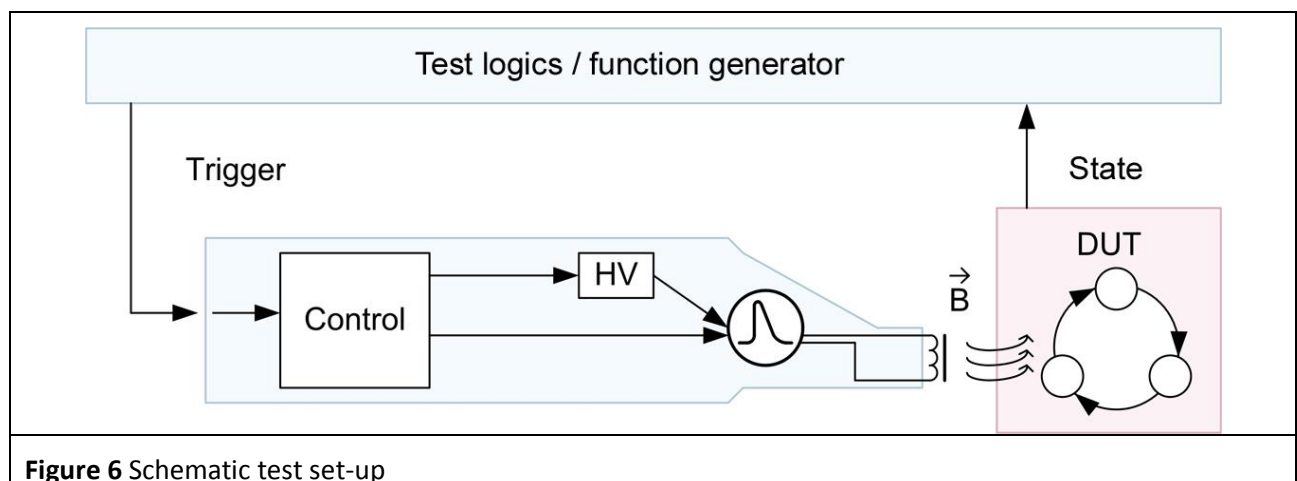 Test logics / function generator
Trigger
State
DUT
HV
B
Control
Figure 6 Schematic test set-up